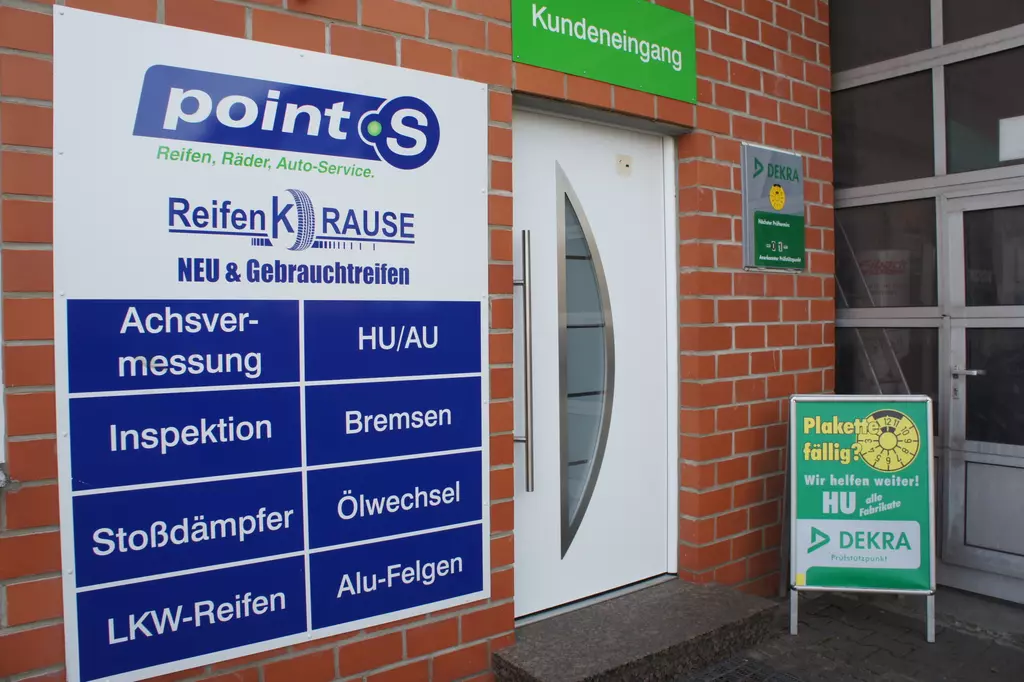 point S
Reifen, Räder, Auto-Service.
Reifen KRAUSE
NEU & Gebrauchtreifen
Achsver-
messung
HU/AU
Inspektion
Bremsen
Stoßdämpfer
Ölwechsel
LKW-Reifen
Alu-Felgen
Kundeneingang
DEKRA
Plakette
fällig?
12
Wir helfen weiter!
HU alle
Fabrikate
DEKRA
Prüfstützpunkt